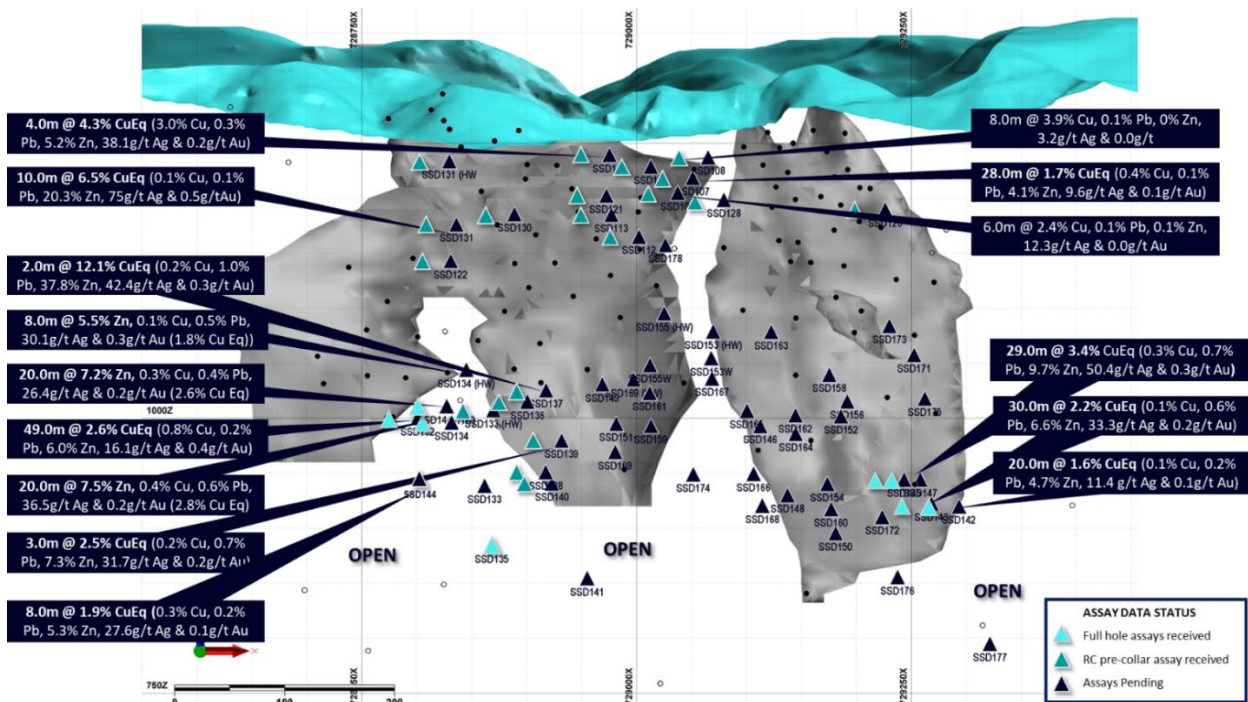 728750X
729000X
729250X
4.0m @ 4.3% CuEq (3.0% Cu, 0.3%
Pb, 5.2% Zn, 38.1g/t Ag & 0.2g/t Au)
10.0m @ 6.5% CuEq (0.1% Cu, 0.1%
Pb, 20.3% Zn, 75g/t Ag & 0.5g/tAu)
2.0m @ 12.1% CuEq (0.2% Cu, 1.0%
Pb, 37.8% Zn, 42.4g/t Ag & 0.3g/t Au)
8.0m @ 5.5% Zn, 0.1% Cu, 0.5% Pb,
30.1g/t Ag & 0.3g/t Au (1.8% Cu Eq))
20.0m @ 7.2% Zn, 0.3% Cu, 0.4% Pb,
26.4g/t Ag & 0.2g/t Au (2.6% Cu Eq)
49.0m @ 2.6% CuEq (0.8% Cu, 0.2%
Pb, 6.0% Zn, 16.1g/t Ag & 0.4g/t Au)
20.0m @ 7.5% Zn, 0.4% Cu, 0.6% Pb,
36.5g/t Ag & 0.2g/t Au (2.8% Cu Eq)
3.0m @ 2.5% CuEq (0.2% Cu, 0.7%
Pb, 7.3% Zn, 31.7g/t Ag & 0.2g/t Au)
8.0m @ 1.9% CuEq (0.3% Cu, 0.2%
Pb, 5.3% Zn, 27.6g/t Ag & 0.1g/t Au
8.0m @ 3.9% Cu, 0.1% Pb, 0% Zn,
3.2g/t Ag & 0.0g/t
28.0m @ 1.7% CuEq (0.4% Cu, 0.1%
Pb, 4.1% Zn, 9.6g/t Ag & 0.1g/t Au)
6.0m @ 2.4% Cu, 0.1% Pb, 0.1% Zn,
12.3g/t Ag & 0.0g/t Au
29.0m @ 3.4% CuEq (0.3% Cu, 0.7%
Pb, 9.7% Zn, 50.4g/t Ag & 0.3g/t Au)
30.0m @ 2.2% CuEq (0.1% Cu, 0.6%
Pb, 6.6% Zn, 33.3g/t Ag & 0.2g/t Au)
20.0m @ 1.6% CuEq (0.1% Cu, 0.2%
Pb, 4.7% Zn, 11.4 g/t Ag & 0.1g/t Au)
SSD131 (HW
SSD108
SSD107
SSD121
SSD128
SSD131
SSD130
SSD113
SSD112
SSD178
SSD122
SSD155 (HW)
SSD153 (HW)
SSD163
SSD173
SSD171
SSD134 (HW)
SSD155W
SSD153W
SSD167
SSD158
SSD137
SSD161
SSD136
SSD156
SSD152
SSD134
SSD133 (HW)
SSD151
SSD159
SSD146
SSD162
SSD164
SSD139
SSD144
SSD133
SSD140
SSD174
SSD166
SSD148
SSD154
SSD168
SSD160
SSD172
SSD142
SSD150
SSD135
SSD141
SSD176
SSD177
1000Z
750Z
OPEN
OPEN
OPEN
728750X
729000X
729250X
ASSAY DATA STATUS
Full hole assays received
RC pre-collar assay received
Assays Pending